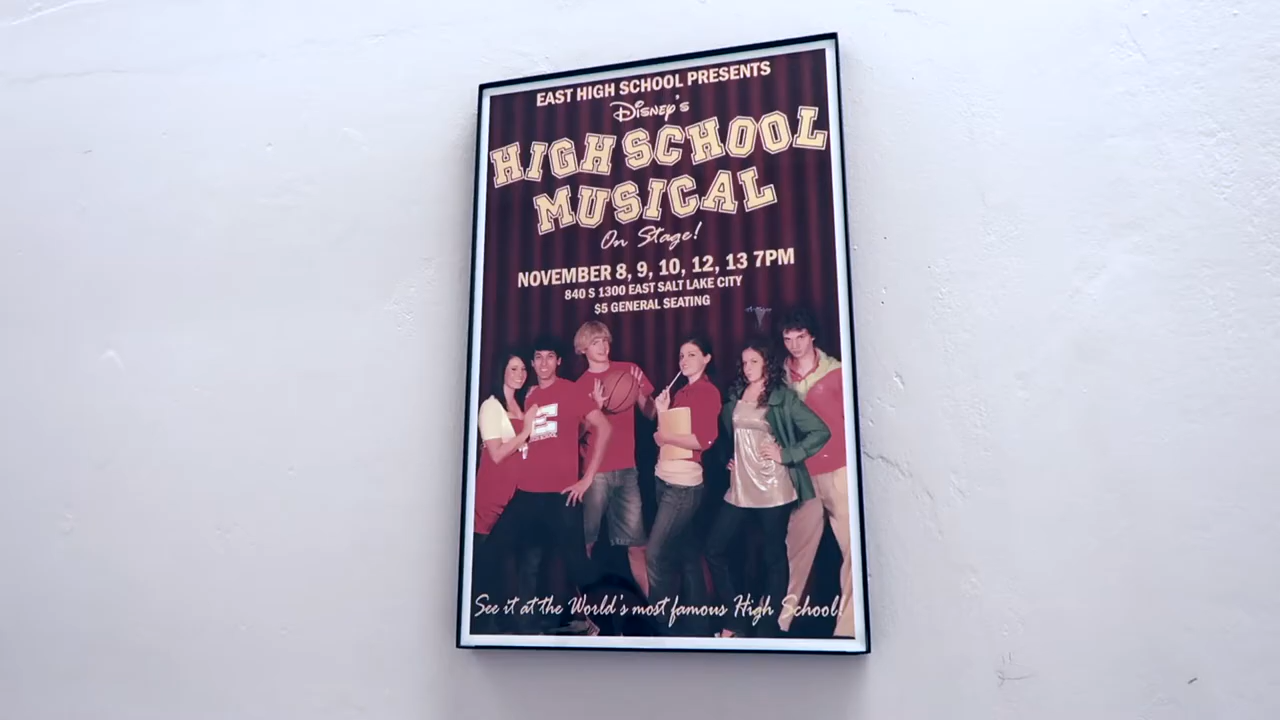 EAST HIGH SCHOOL PRESENTS
DISNEY'S
HIGH SCHOOL
MUSICAL
On Stage!
NOVEMBER 8, 9, 10, 12, 13 7PM
840 S 1300 EAST SALT LAKE CITY
$5 GENERAL SEATING
E
See it at the World's most famous High School!